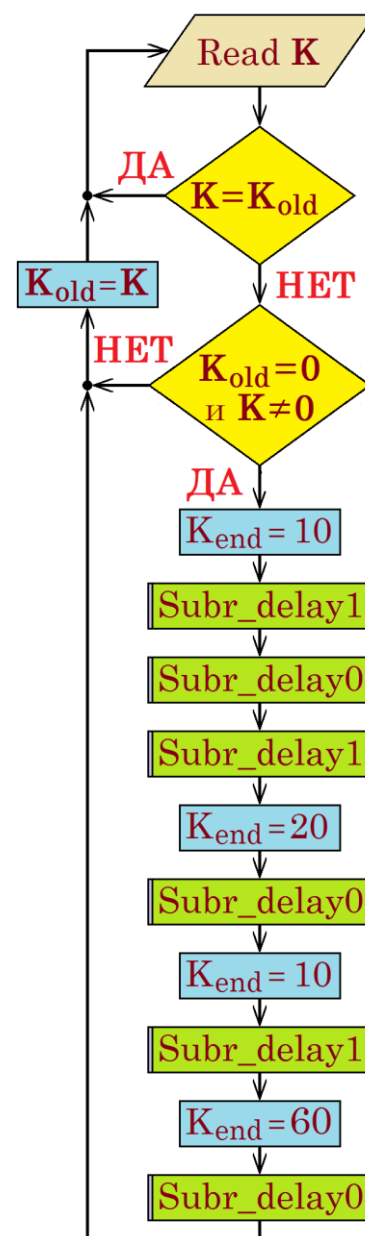 Read K
ДА
K=Kold
НЕТ
Kold=K
НЕТ
Kold=0
и K≠0
ДА
Kend=10
Subr_delay1
Subr_delay0
Subr_delay1
Kend=20
Subr_delay0
Kend=10
Subr_delay1
Kend=60
Subr_delay0